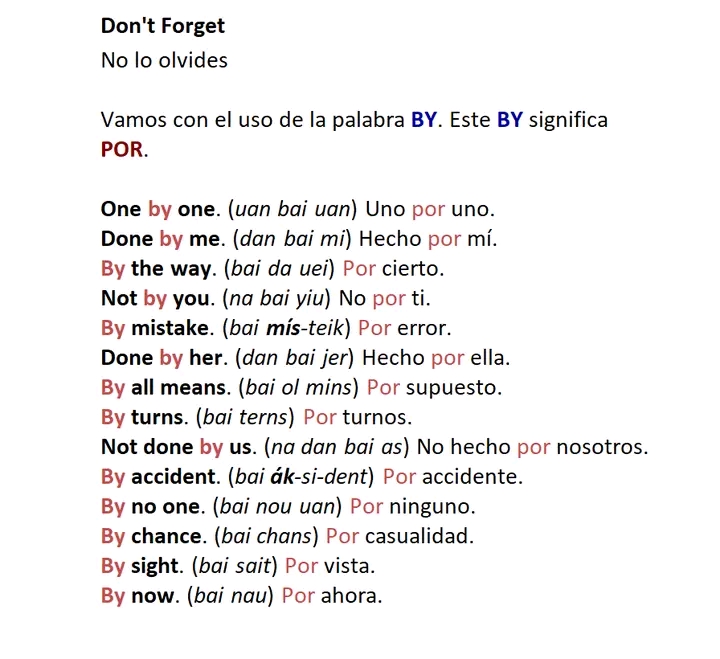 Don't Forget
No lo olvides
Vamos con el uso de la palabra BY. Este BY significa
POR.
One by one. (uan bai uan) Uno por uno.
Done by me. (dan bai mi) Hecho por mí.
By the way. (bai da uei) Por cierto.
Not by you. (na bai yiu) No por ti.
By mistake. (bai mís-teik) Por error.
Done by her. (dan bai jer) Hecho por ella.
By all means. (bai ol mins) Por supuesto.
By turns. (bai terns) Por turnos.
Not done by us. (na dan bai as) No hecho por nosotros.
By accident. (bai ák-si-dent) Por accidente.
By no one. (bai nou uan) Por ninguno.
By chance. (bai chans) Por casualidad.
By sight. (bai sait) Por vista.
By now. (bai nau) Por ahora.